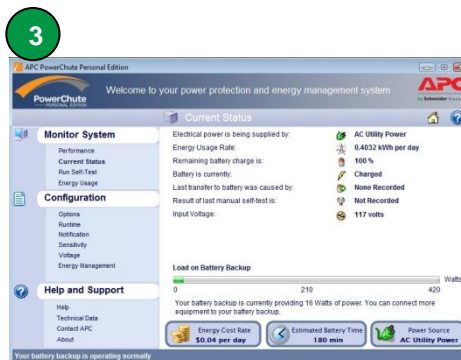 3
APC PowerChute Personal Edition
PowerChute
PERSONAL EDITION
Welcome to your power protection and energy management system
APC
by Schneider Electric
Current Status
Monitor System
Performance
Current Status
Run Self-Test
Energy Usage
Configuration
Options
Runtime
Notification
Sensitivity
Voltage
Energy Management
Help and Support
Help
Technical Data
Contact APC
About
Electrical power is being supplied by: AC Utility Power
Energy Usage Rate: 0.4032 kWh per day
Remaining battery charge is: 100 %
Battery is currently: Charged
Last transfer to battery was caused by: None Recorded
Result of last manual self-test is: Not Recorded
Input Voltage: 117 volts
Load on Battery Backup
Watts
0 210 420
Your battery backup is currently providing 16 Watts of power. You can connect more
equipment to your battery backup.
Energy Cost Rate
$0.04 per day
Estimated Battery Time
180 min
Power Source
AC Utility Power
Your battery backup is operating normally